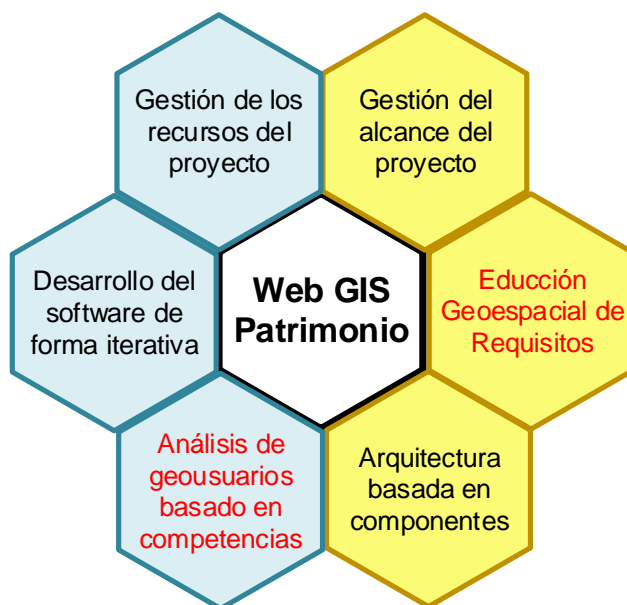 Gestión de los
recursos del
proyecto
Gestión del
alcance del
proyecto
Desarrollo del
software de
forma iterativa
Web GIS
Patrimonio
Educción
Geoespacial de
Requisitos
Análisis de
geousuarios
basado en
competencias
Arquitectura
basada en
componentes